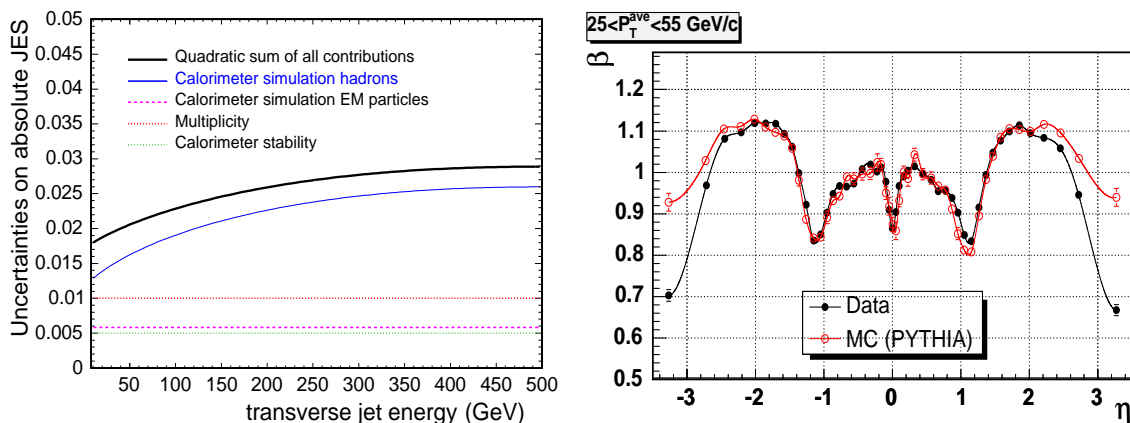 Uncertainties on absolute JES
0.05
0.045
0.04
0.035
0.03
0.025
0.02
0.015
0.01
0.005
0
Quadratic sum of all contributions
Calorimeter simulation hadrons
Calorimeter simulation EM particles
Multiplicity
Calorimeter stability
50 100 150 200 250 300 350 400 450 500
transverse jet energy (GeV)
25<P_T^ave<55 GeV/c
β
1.2
1.1
1
0.9
0.8
0.7
0.6
0.5
Data
MC (PYTHIA)
-3 -2 -1 0 1 2 3
η